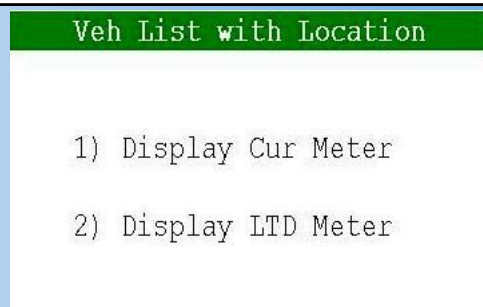 Veh List with Location
1) Display Cur Meter
2) Display LTD Meter